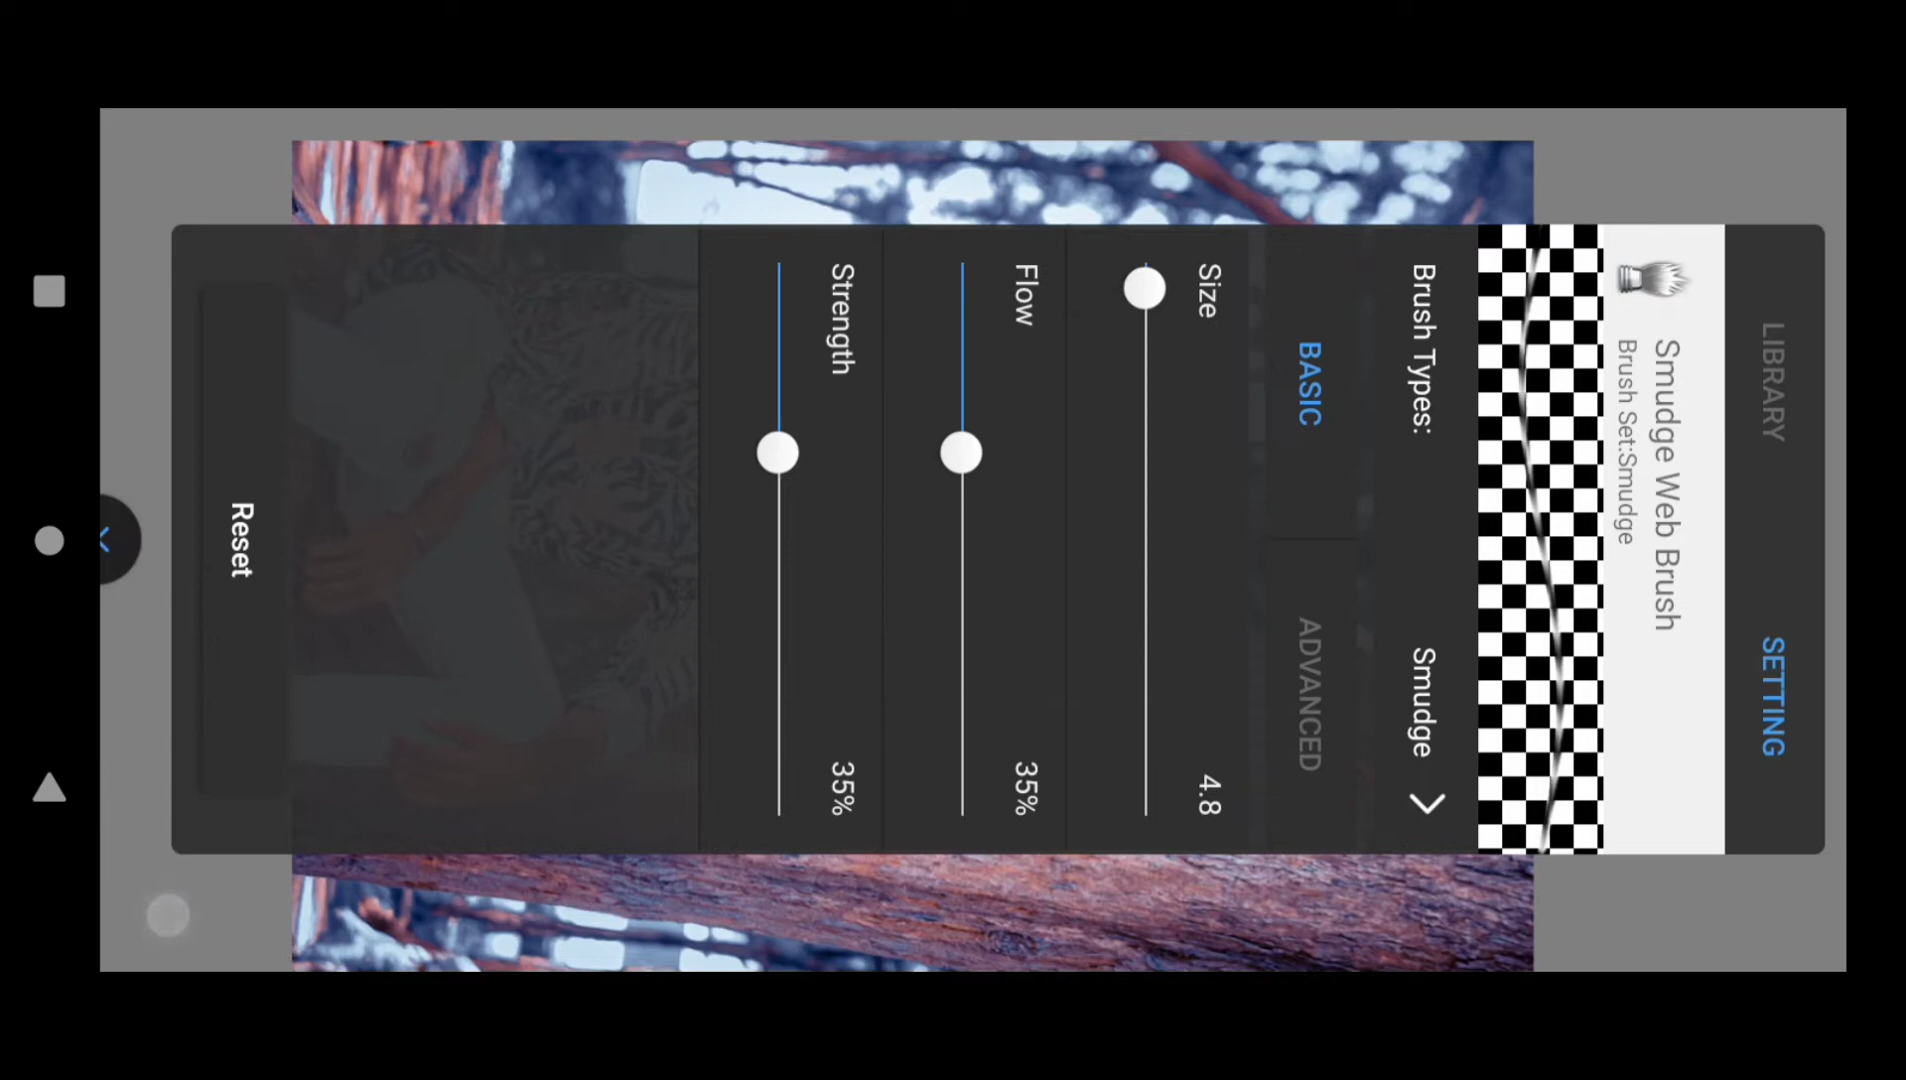 LIBRARY SETTING
Smudge Web Brush
Brush Set:Smudge
Brush Types: Smudge
BASIC ADVANCED
Size 4.8
Flow 35%
Strength 35%
Reset